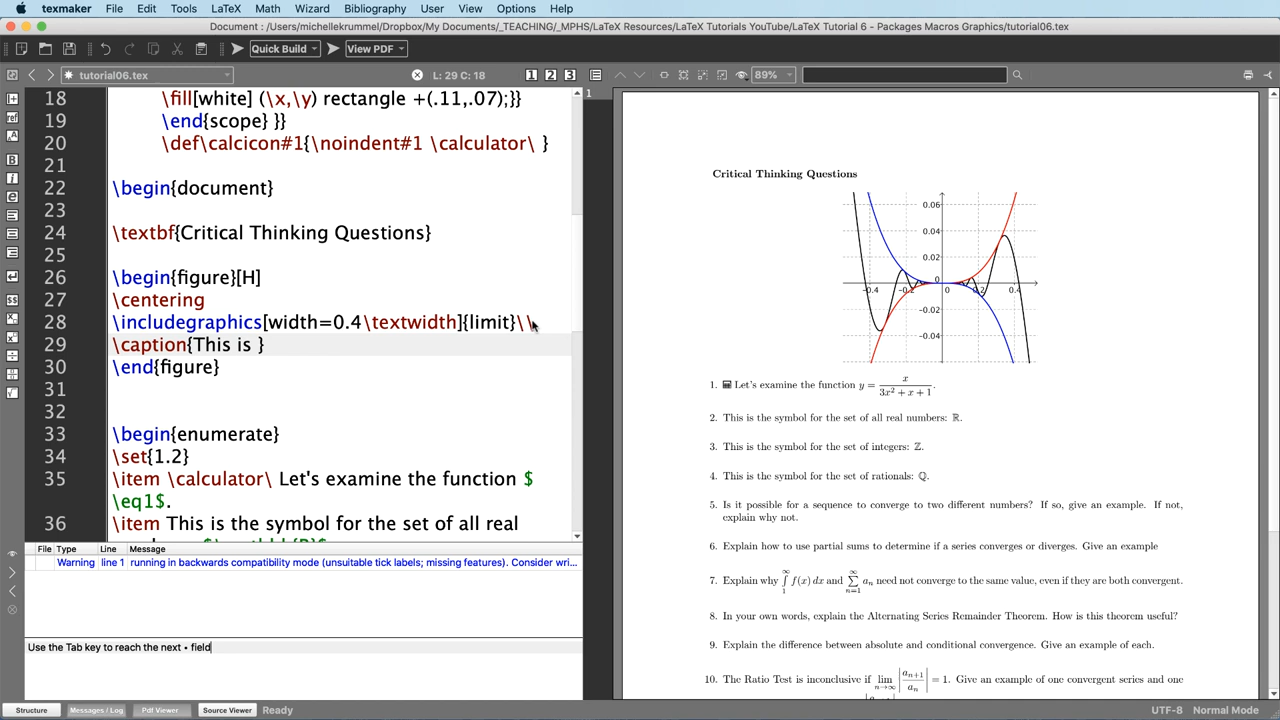 texmaker File Edit Tools LaTeX Math Wizard Bibliography User View Options Help
Document : /Users/michellekrummel/Dropbox/My Documents/_TEACHING/_MPHS/LaTeX Resources/LaTeX Tutorials YouTube/LaTeX Tutorial 6 - Packages Macros Graphics/tutorial06.tex
Quick Build View PDF
tutorial06.tex L: 29 C: 18 1 2 3 89%
18 \fill[white] (\x,\y) rectangle +(.11,.07);}}
19 \end{scope} }}
20 \def\calcicon#1{\noindent#1 \calculator\ }
21
22 \begin{document}
23
24 \textbf{Critical Thinking Questions}
25
26 \begin{figure}[H]
27 \centering
28 \includegraphics[width=0.4\textwidth]{limit}\\
29 \caption{This is }
30 \end{figure}
31
32
33 \begin{enumerate}
34 \set{1.2}
35 \item \calculator\ Let's examine the function $
\eq1$.
36 \item This is the symbol for the set of all real
File Type Line Message
Warning line 1 running in backwards compatibility mode (unsuitable tick labels; missing features). Consider wri...
Use the Tab key to reach the next • field
Structure Messages / Log Pdf Viewer Source Viewer Ready
1
Critical Thinking Questions
0.06
0.04
0.02
0
−0.4 −0.2 0 0.2 0.4
−0.02
−0.04
1. Let's examine the function y = x / 3x² + x + 1.
2. This is the symbol for the set of all real numbers: ℝ.
3. This is the symbol for the set of integers: ℤ.
4. This is the symbol for the set of rationals: ℚ.
5. Is it possible for a sequence to converge to two different numbers? If so, give an example. If not,
explain why not.
6. Explain how to use partial sums to determine if a series converges or diverges. Give an example
7. Explain why ∫₁^∞ f(x) dx and ∑_{n=1}^∞ aₙ need not converge to the same value, even if they are both convergent.
8. In your own words, explain the Alternating Series Remainder Theorem. How is this theorem useful?
9. Explain the difference between absolute and conditional convergence. Give an example of each.
10. The Ratio Test is inconclusive if lim_{n→∞} |aₙ₊₁ / aₙ| = 1. Give an example of one convergent series and one
UTF-8 Normal Mode